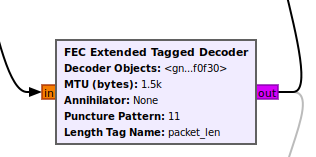 FEC Extended Tagged Decoder
Decoder Objects: <gn...f0f30>
in MTU (bytes): 1.5k out
Annihilator: None
Puncture Pattern: 11
Length Tag Name: packet_len